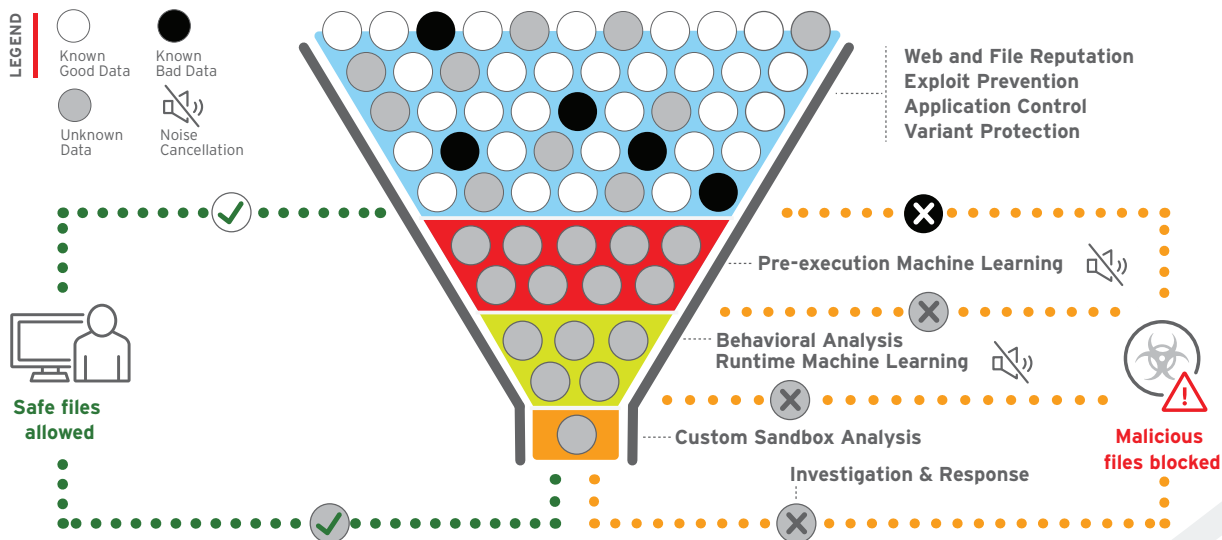 LEGEND
Known
Good Data
Known
Bad Data
Unknown
Data
Noise
Cancellation
Web and File Reputation
Exploit Prevention
Application Control
Variant Protection
Pre-execution Machine Learning
Behavioral Analysis
Runtime Machine Learning
Safe files
allowed
Custom Sandbox Analysis
Malicious
files blocked
Investigation & Response